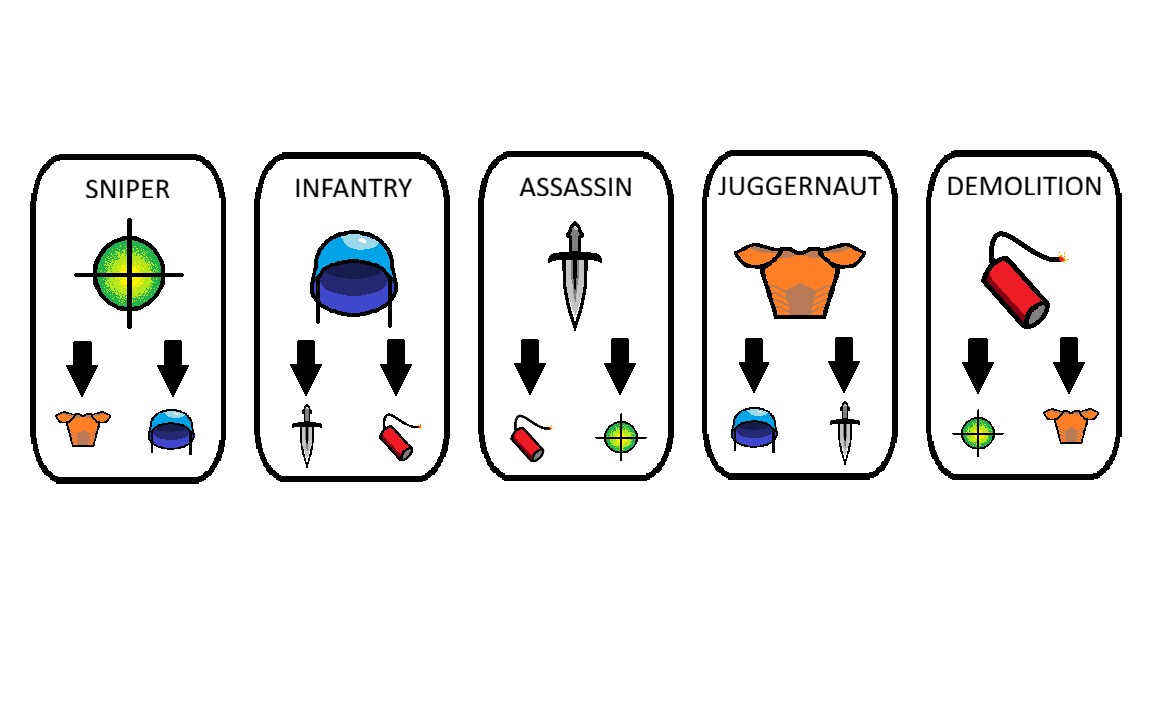 SNIPER
INFANTRY
ASSASSIN
JUGGERNAUT
DEMOLITION